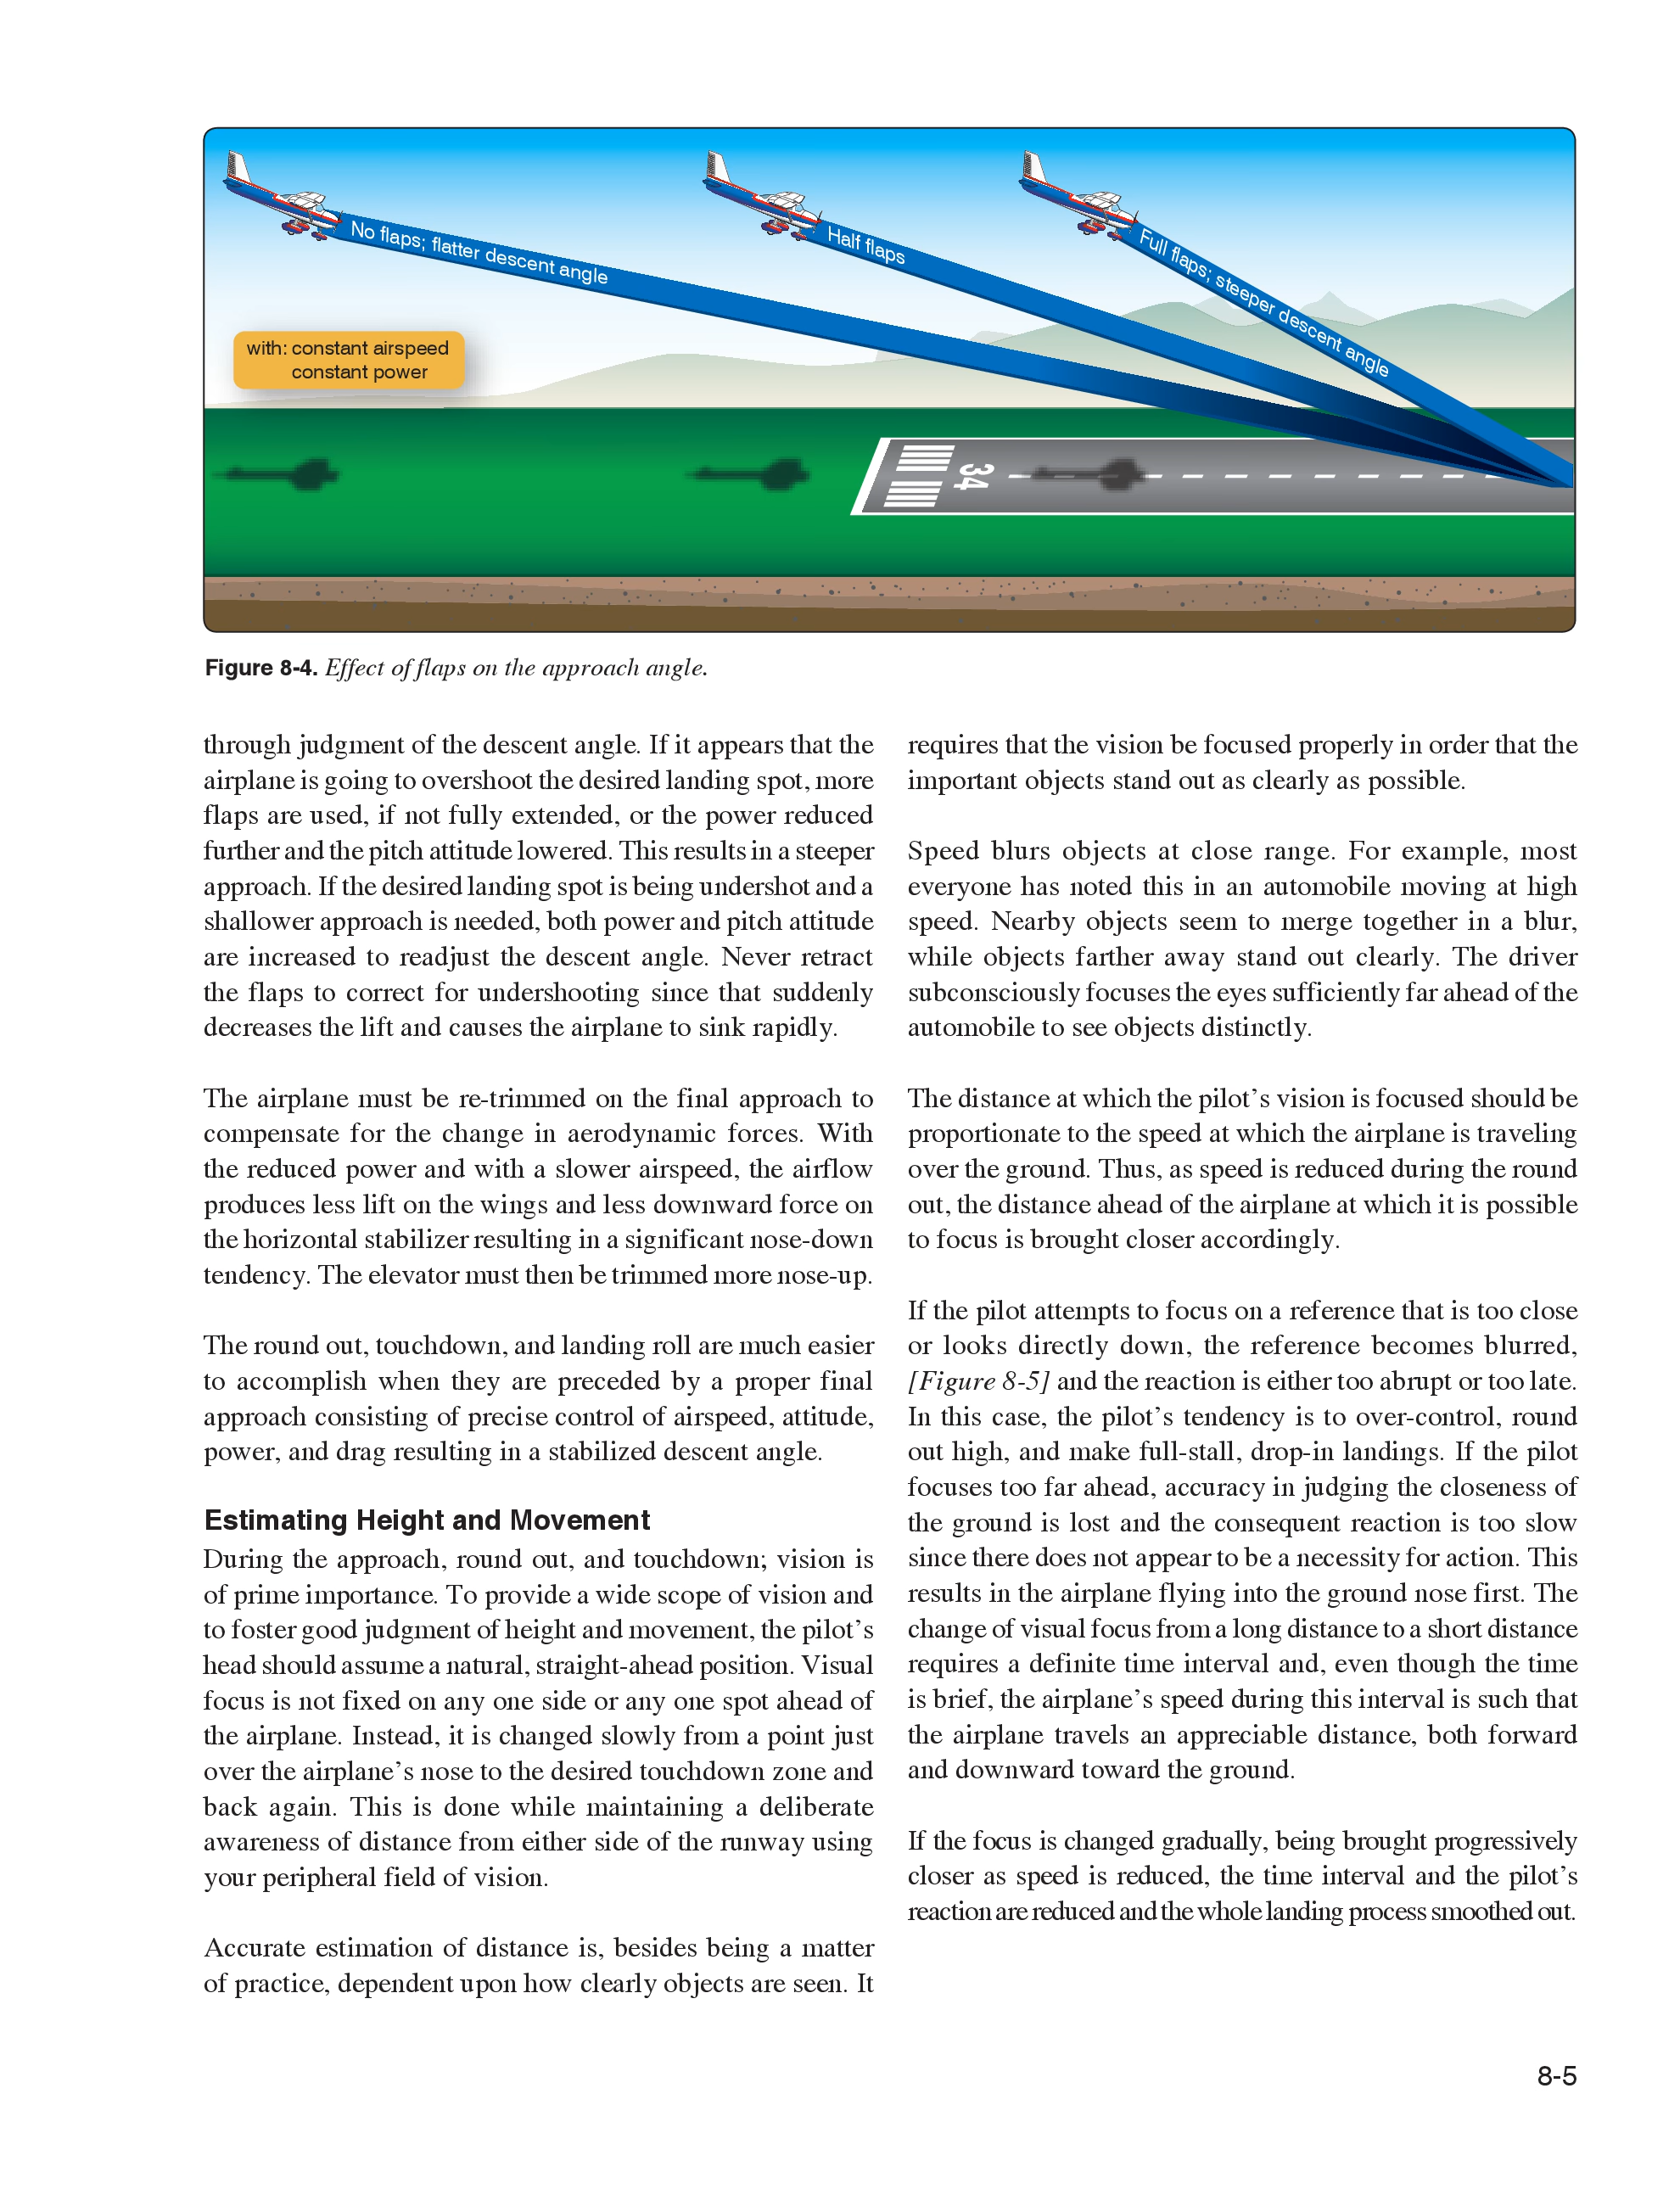 No flaps; flatter descent angle
Half flaps
Full flaps; steeper descent angle
with: constant airspeed
constant power
34
Figure 8-4. Effect of flaps on the approach angle.
through judgment of the descent angle. If it appears that the
airplane is going to overshoot the desired landing spot, more
flaps are used, if not fully extended, or the power reduced
further and the pitch attitude lowered. This results in a steeper
approach. If the desired landing spot is being undershot and a
shallower approach is needed, both power and pitch attitude
are increased to readjust the descent angle. Never retract
the flaps to correct for undershooting since that suddenly
decreases the lift and causes the airplane to sink rapidly.
The airplane must be re-trimmed on the final approach to
compensate for the change in aerodynamic forces. With
the reduced power and with a slower airspeed, the airflow
produces less lift on the wings and less downward force on
the horizontal stabilizer resulting in a significant nose-down
tendency. The elevator must then be trimmed more nose-up.
The round out, touchdown, and landing roll are much easier
to accomplish when they are preceded by a proper final
approach consisting of precise control of airspeed, attitude,
power, and drag resulting in a stabilized descent angle.
Estimating Height and Movement
During the approach, round out, and touchdown; vision is
of prime importance. To provide a wide scope of vision and
to foster good judgment of height and movement, the pilot’s
head should assume a natural, straight-ahead position. Visual
focus is not fixed on any one side or any one spot ahead of
the airplane. Instead, it is changed slowly from a point just
over the airplane’s nose to the desired touchdown zone and
back again. This is done while maintaining a deliberate
awareness of distance from either side of the runway using
your peripheral field of vision.
Accurate estimation of distance is, besides being a matter
of practice, dependent upon how clearly objects are seen. It
requires that the vision be focused properly in order that the
important objects stand out as clearly as possible.
Speed blurs objects at close range. For example, most
everyone has noted this in an automobile moving at high
speed. Nearby objects seem to merge together in a blur,
while objects farther away stand out clearly. The driver
subconsciously focuses the eyes sufficiently far ahead of the
automobile to see objects distinctly.
The distance at which the pilot’s vision is focused should be
proportionate to the speed at which the airplane is traveling
over the ground. Thus, as speed is reduced during the round
out, the distance ahead of the airplane at which it is possible
to focus is brought closer accordingly.
If the pilot attempts to focus on a reference that is too close
or looks directly down, the reference becomes blurred,
[Figure 8-5] and the reaction is either too abrupt or too late.
In this case, the pilot’s tendency is to over-control, round
out high, and make full-stall, drop-in landings. If the pilot
focuses too far ahead, accuracy in judging the closeness of
the ground is lost and the consequent reaction is too slow
since there does not appear to be a necessity for action. This
results in the airplane flying into the ground nose first. The
change of visual focus from a long distance to a short distance
requires a definite time interval and, even though the time
is brief, the airplane’s speed during this interval is such that
the airplane travels an appreciable distance, both forward
and downward toward the ground.
If the focus is changed gradually, being brought progressively
closer as speed is reduced, the time interval and the pilot’s
reaction are reduced and the whole landing process smoothed out.
8-5